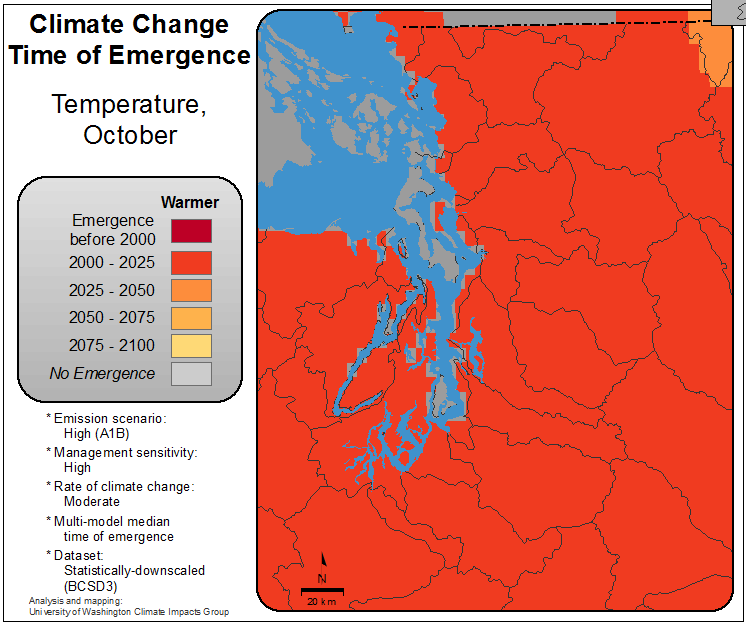 Climate Change
Time of Emergence
Temperature,
October
Warmer
Emergence
before 2000
2000 - 2025
2025 - 2050
2050 - 2075
2075 - 2100
No Emergence
* Emission scenario:
High (A1B)
* Management sensitivity:
High
* Rate of climate change:
Moderate
* Multi-model median
time of emergence
* Dataset:
Statistically-downscaled
(BCSD3)
Analysis and mapping:
University of Washington Climate Impacts Group
N
20 km